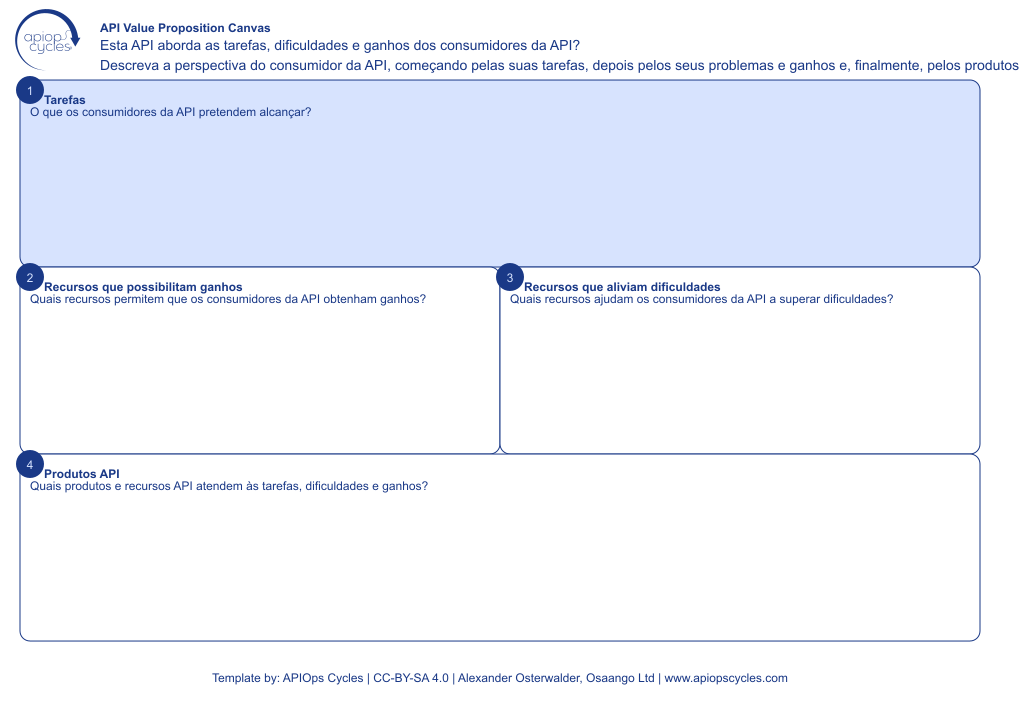 apiops
cycles
API Value Proposition Canvas
Esta API aborda as tarefas, dificuldades e ganhos dos consumidores da API?
Descreva a perspectiva do consumidor da API, começando pelas suas tarefas, depois pelos seus problemas e ganhos e, finalmente, pelos produtos
1
Tarefas
O que os consumidores da API pretendem alcançar?
2
Recursos que possibilitam ganhos
Quais recursos permitem que os consumidores da API obtenham ganhos?
3
Recursos que aliviam dificuldades
Quais recursos ajudam os consumidores da API a superar dificuldades?
4
Produtos API
Quais produtos e recursos API atendem às tarefas, dificuldades e ganhos?
Template by: APIOps Cycles | CC-BY-SA 4.0 | Alexander Osterwalder, Osaango Ltd | www.apiopscycles.com